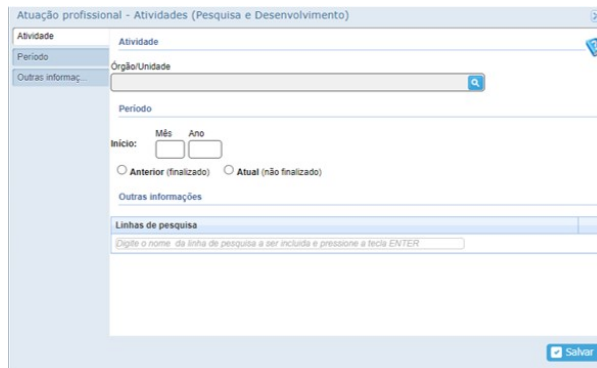 Atuação profissional - Atividades (Pesquisa e Desenvolvimento)
Atividade
Período
Outras informaç...
Atividade
Órgão/Unidade
Período
Mês Ano
Início:
Anterior (finalizado) Atual (não finalizado)
Outras informações
Linhas de pesquisa
Digite o nome da linha de pesquisa a ser incluida e pressione a tecla ENTER
Salvar